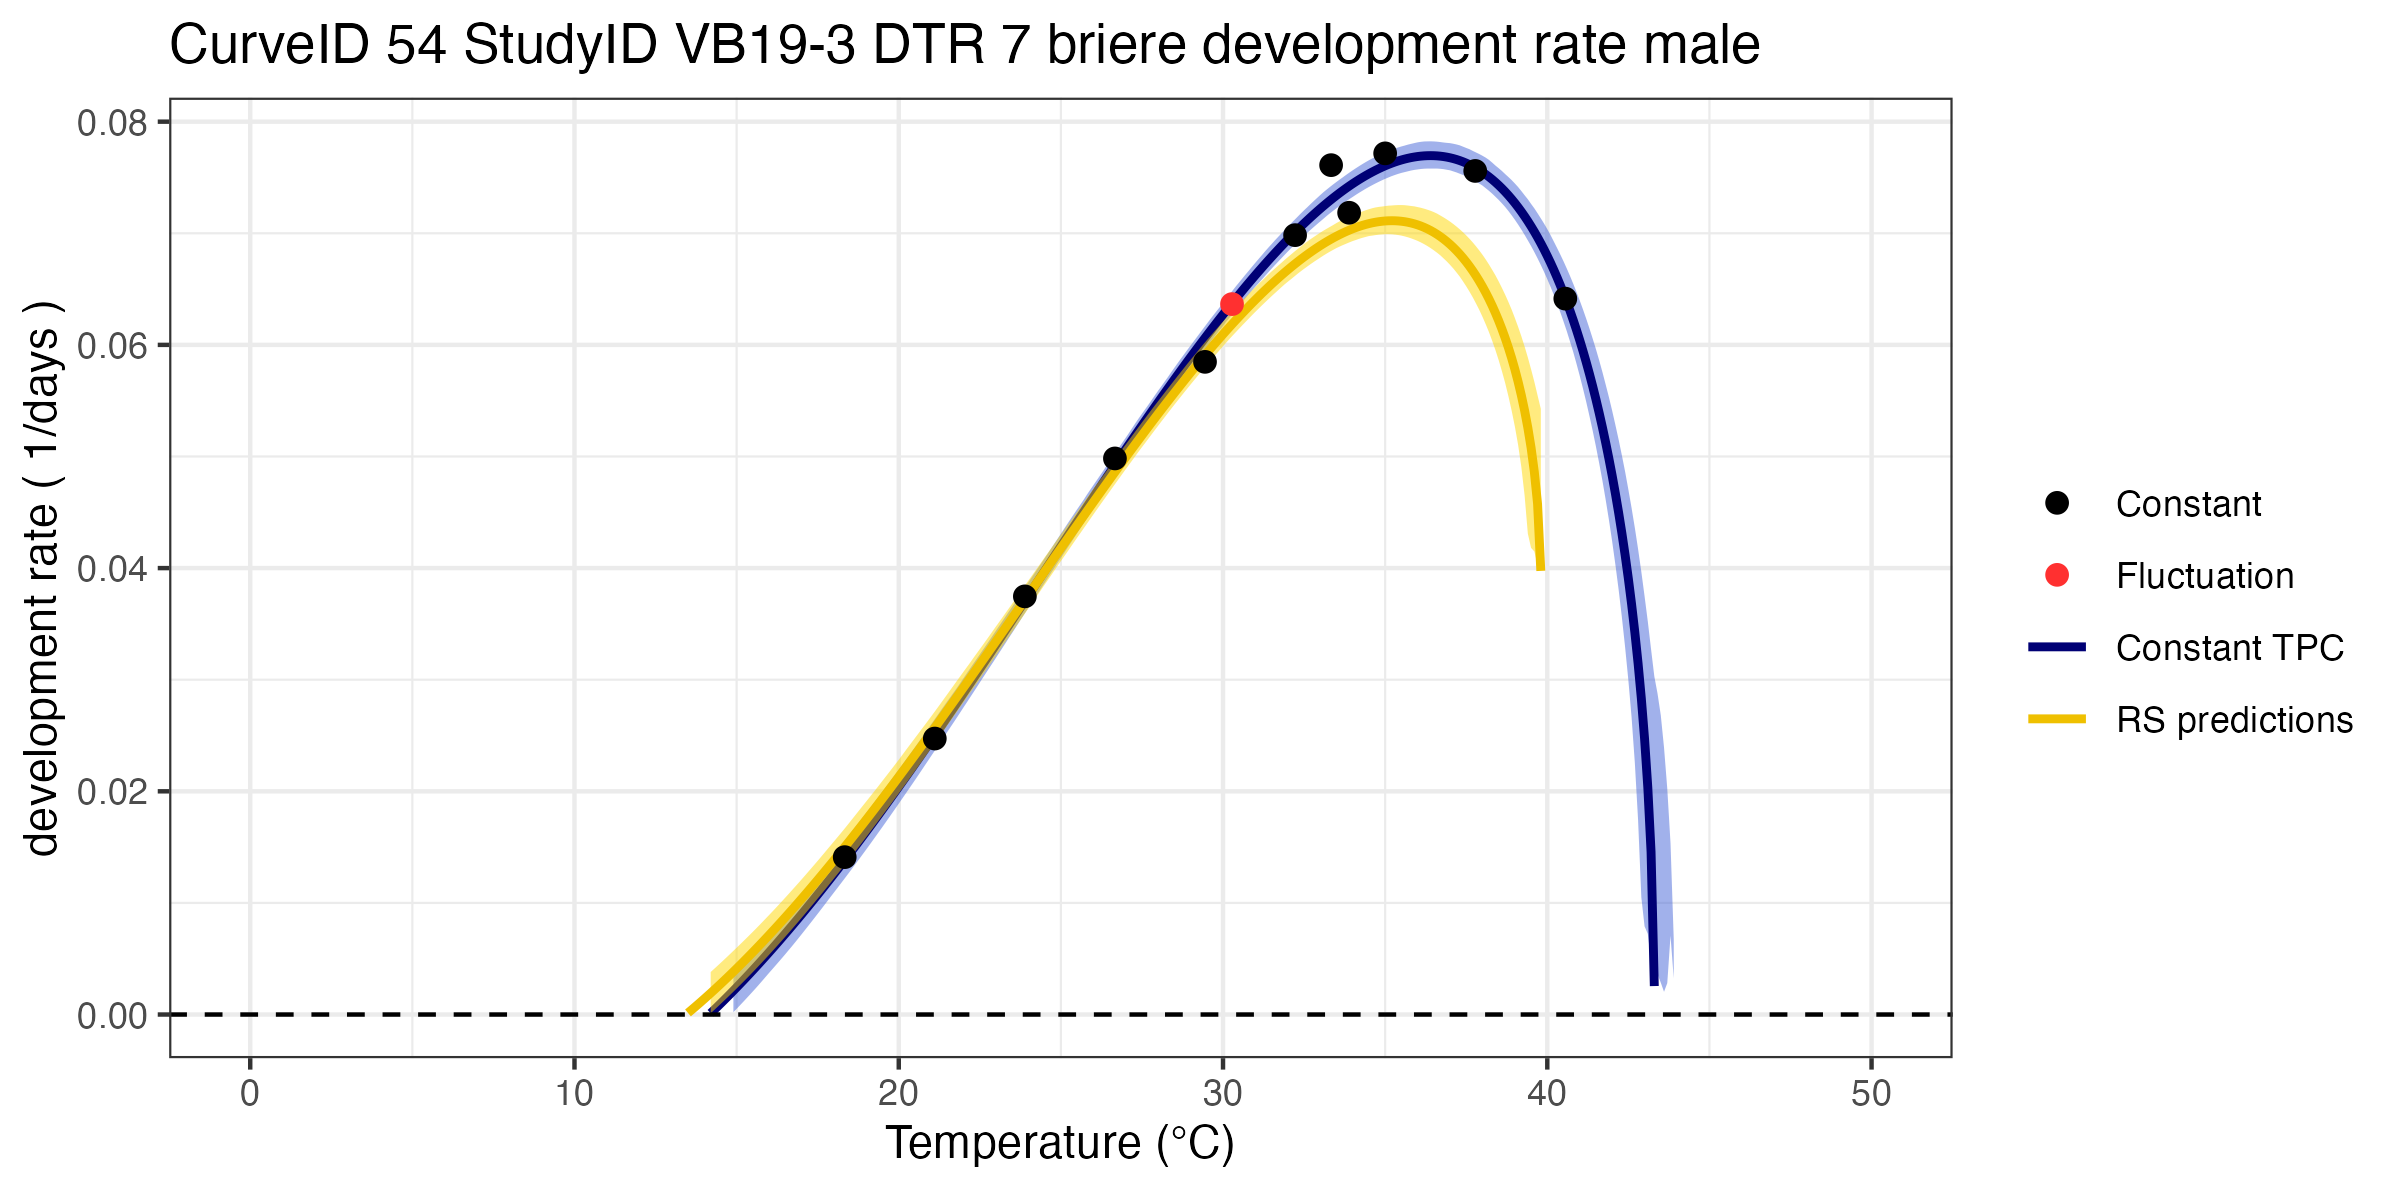 CurveID 54 StudyID VB19-3 DTR 7 briere development rate male
development rate ( 1/days )
0.08
0.06
0.04
0.02
0.00
0 10 20 30 40 50
Temperature (°C)
Constant
Fluctuation
Constant TPC
RS predictions